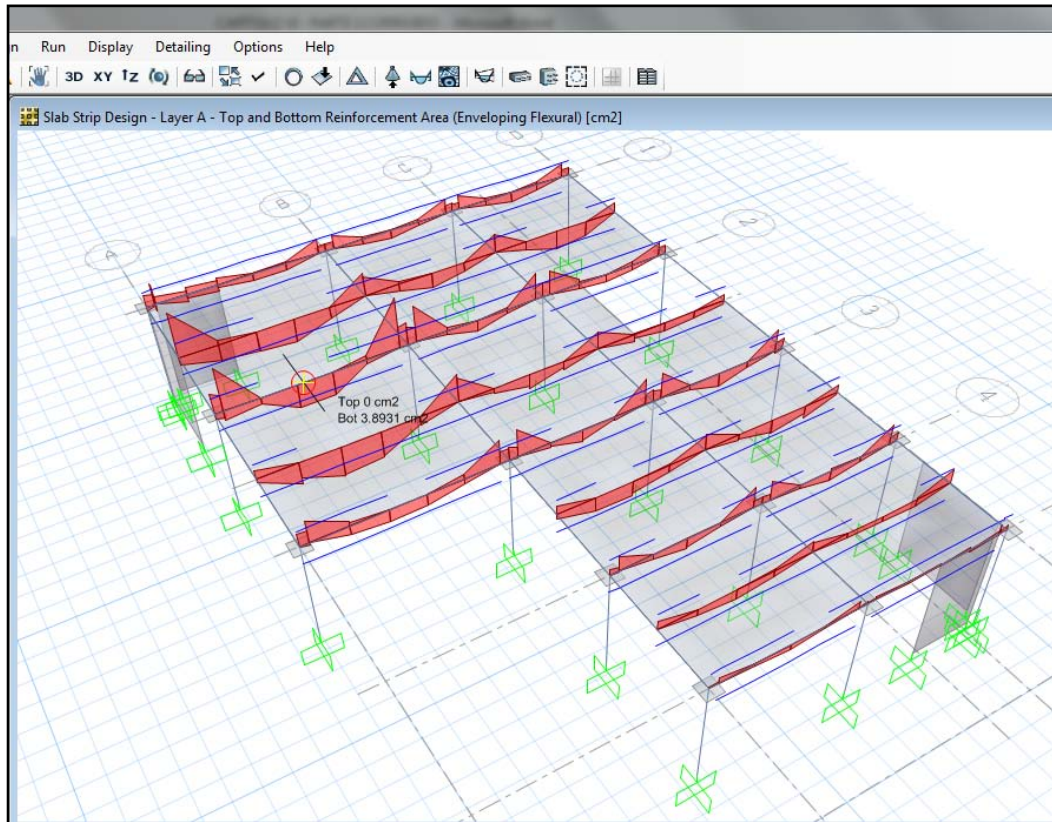 n Run Display Detailing Options Help
3D XY
Slab Strip Design - Layer A - Top and Bottom Reinforcement Area (Enveloping Flexural) [cm2]
D
1
C
2
B
A
3
4
Top 0 cm2
Bot 3.8931 cm2